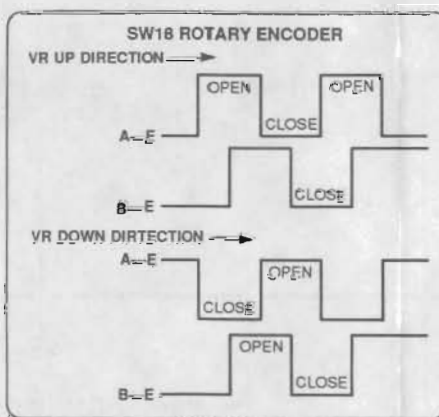 SW18 ROTARY ENCODER
VR UP DIRECTION
OPEN OPEN
A—E CLOSE
B—E CLOSE
VR DOWN DIRTECTION
A—E OPEN
CLOSE
OPEN
B—E CLOSE